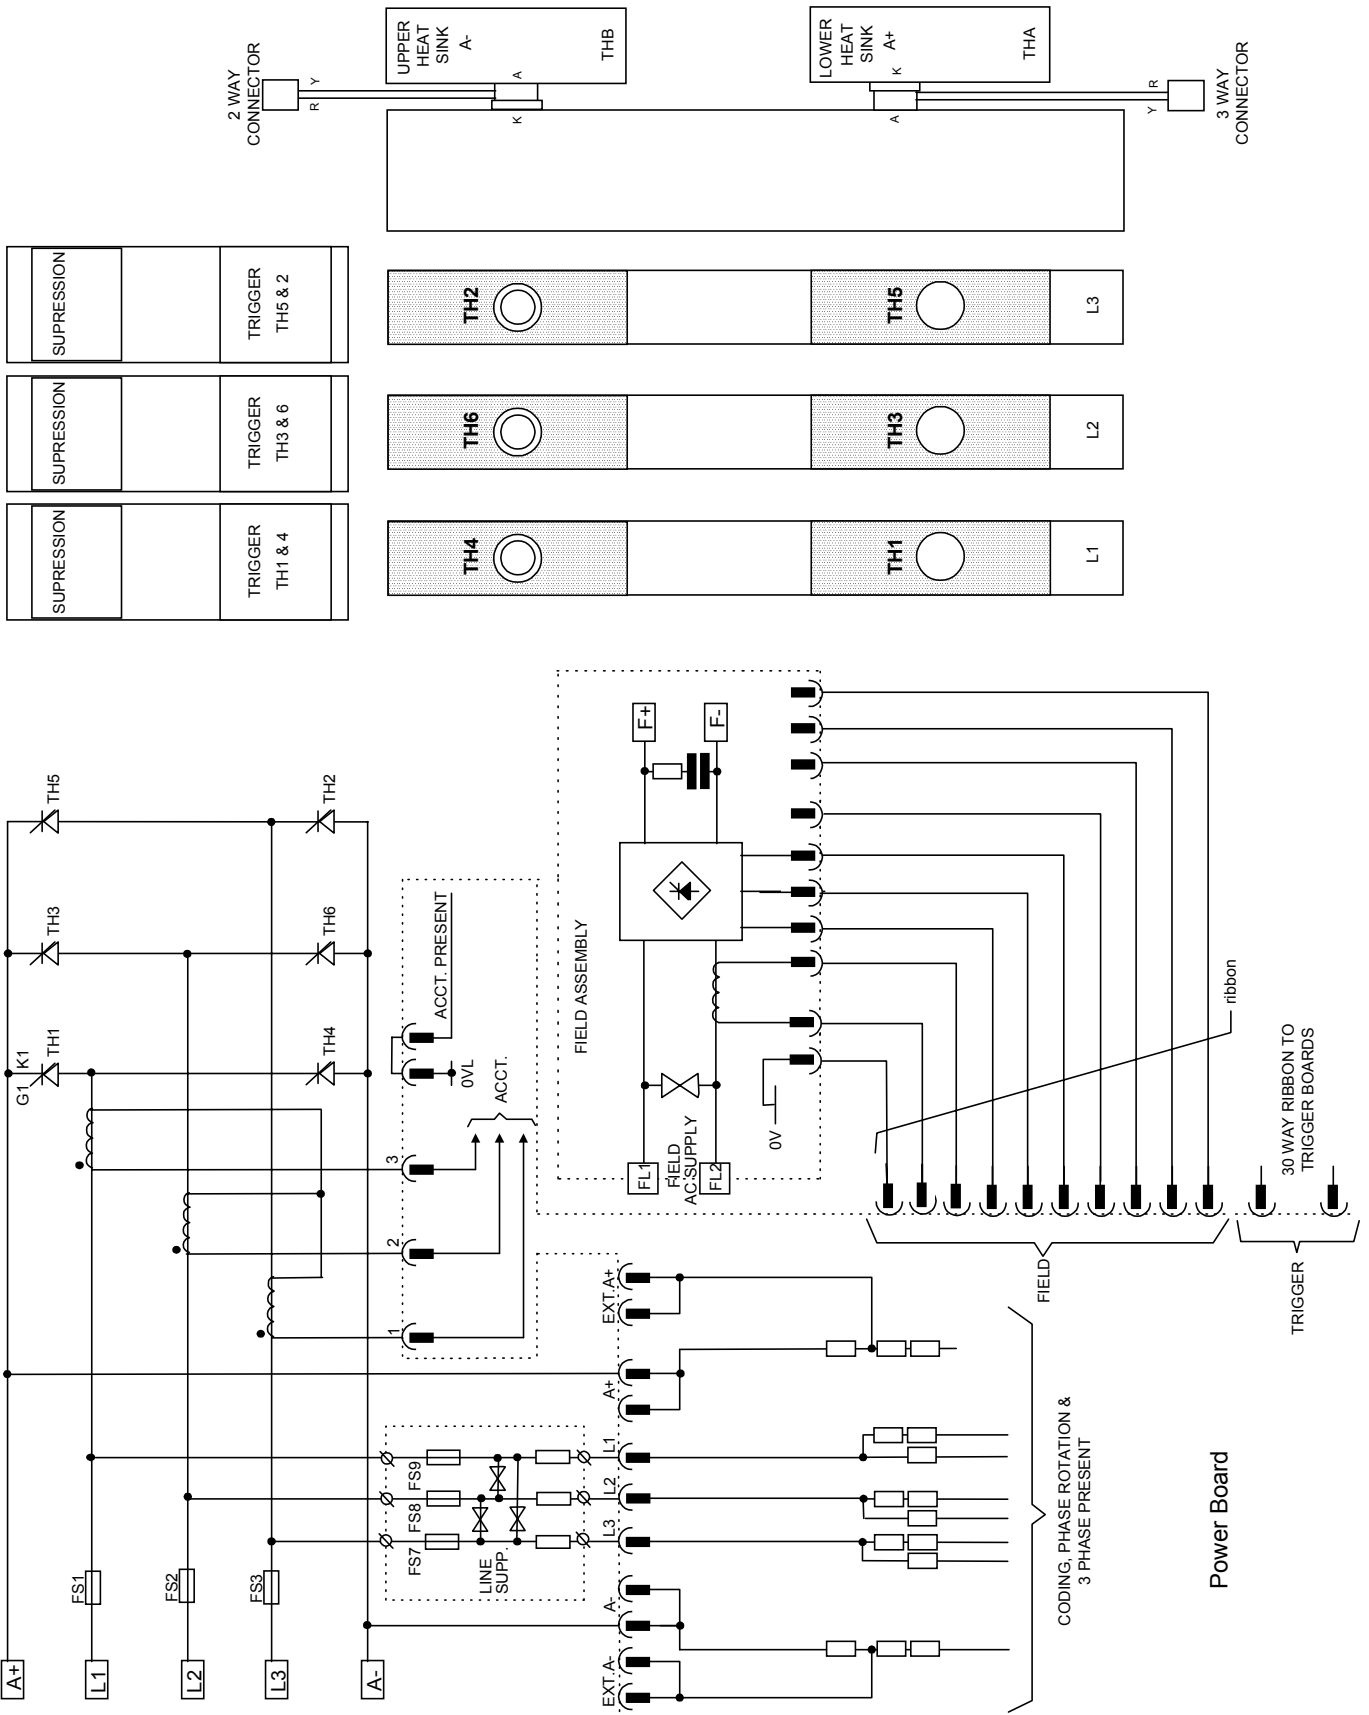 UPPER
HEAT
SINK
A-
THB
LOWER
HEAT
SINK
A+
THA
2 WAY
CONNECTOR
R
Y
K
A
A
K
Y
R
3 WAY
CONNECTOR
SUPRESSION
TRIGGER
TH5 & 2
TH2
TH5
L3
SUPRESSION
TRIGGER
TH3 & 6
TH6
TH3
L2
SUPRESSION
TRIGGER
TH1 & 4
TH4
TH1
L1
TH5
TH2
TH3
TH6
G1
K1
TH1
TH4
ACCT. PRESENT
0VL
ACCT.
3
2
1
FIELD ASSEMBLY
F+
F-
FL1
FIELD
AC SUPPLY
FL2
0V
ribbon
30 WAY RIBBON TO
TRIGGER BOARDS
FIELD
TRIGGER
EXT. A+
A+
L1
L2
L3
A-
EXT. A-
FS9
FS8
FS7
LINE
SUPP.
FS1
FS2
FS3
A+
L1
L2
L3
A-
CODING, PHASE ROTATION &
3 PHASE PRESENT
Power Board